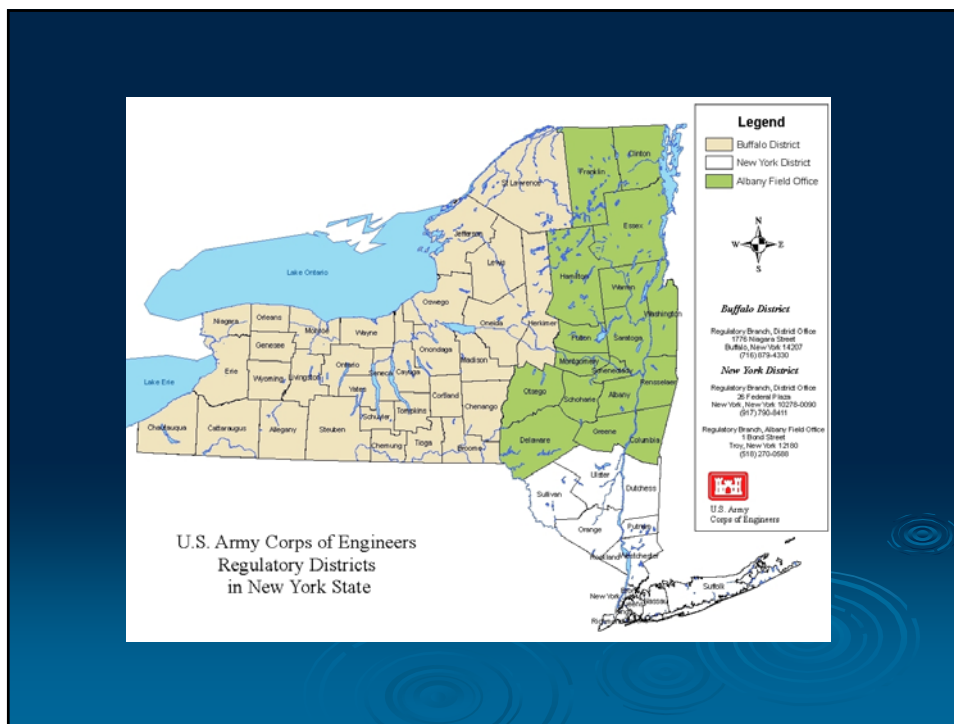 Legend
Buffalo District
New York District
Albany Field Office
N
W
E
S
Buffalo District
Regulatory Branch, District Office
1776 Niagara Street
Buffalo, New York 14207
(716) 879-4330
New York District
Regulatory Branch, District Office
26 Federal Plaza
New York, New York 10278-0090
(917) 790-8411
Regulatory Branch, Albany Field Office
1 Bond Street
Troy, New York 12180
(518) 270-0588
U.S. Army
Corps of Engineers
Clinton
Franklin
St Lawrence
Essex
Jefferson
Lewis
Lake Ontario
Hamilton
Warren
Oswego
Washington
Niagara
Orleans
Monroe
Wayne
Oneida
Herkimer
Fulton
Saratoga
Genesee
Onondaga
Madison
Montgomery
Schenectady
Erie
Wyoming
Livingston
Ontario
Seneca
Cayuga
Rensselaer
Lake Erie
Yates
Cortland
Chenango
Otsego
Schoharie
Albany
Schuyler
Tompkins
Chautauqua
Cattaraugus
Allegany
Steuben
Chemung
Tioga
Broome
Delaware
Greene
Columbia
Ulster
Sullivan
Dutchess
Orange
Putnam
Rockland
Westchester
Suffolk
New York
Nassau
U.S. Army Corps of Engineers
Regulatory Districts
in New York State